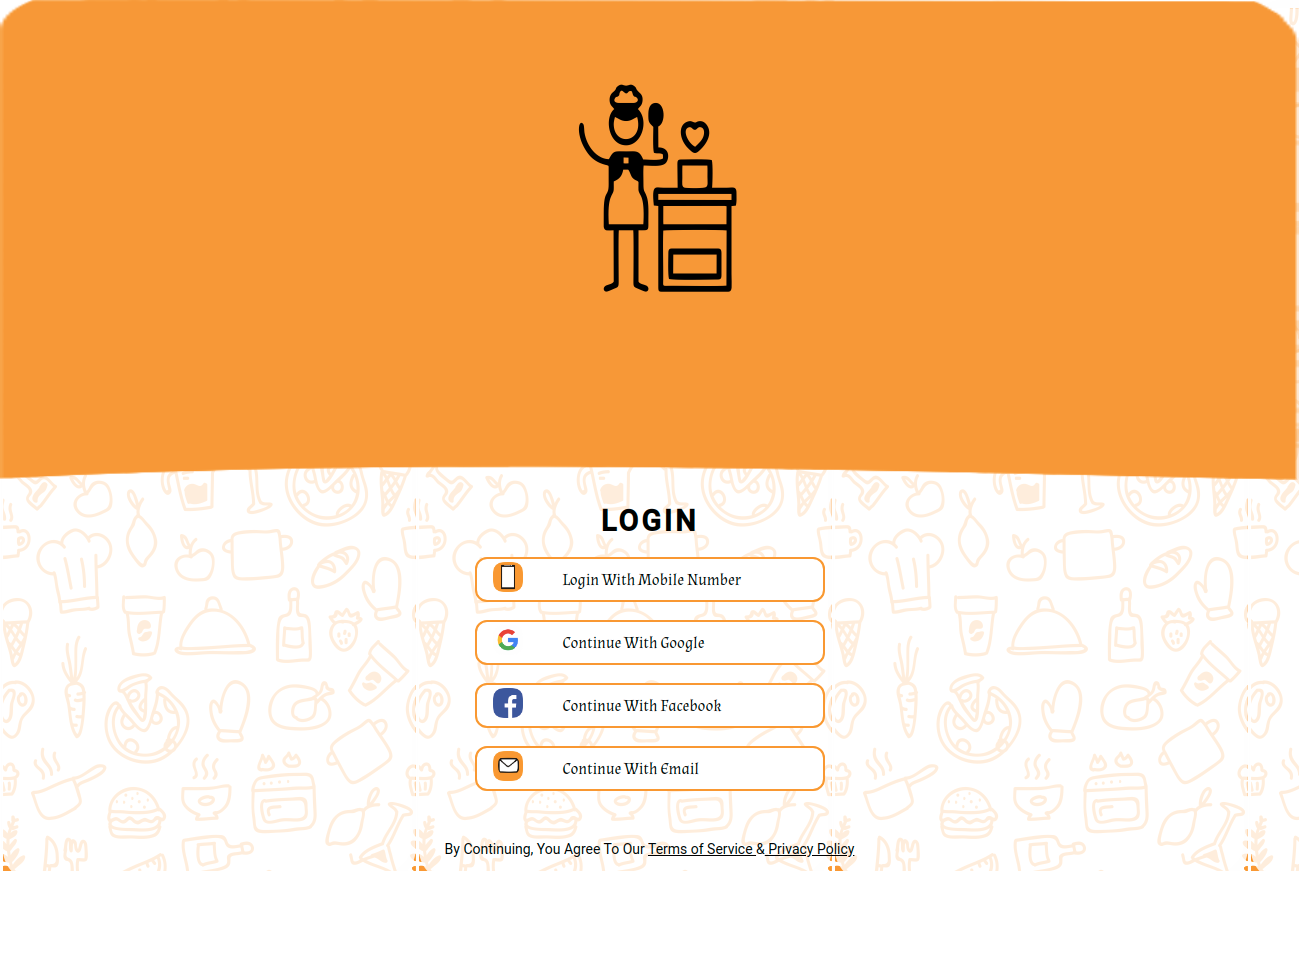 LOGIN
Login With Mobile Number
Continue With Google
Continue With Facebook
Continue With Email
By Continuing, You Agree To Our Terms of Service & Privacy Policy